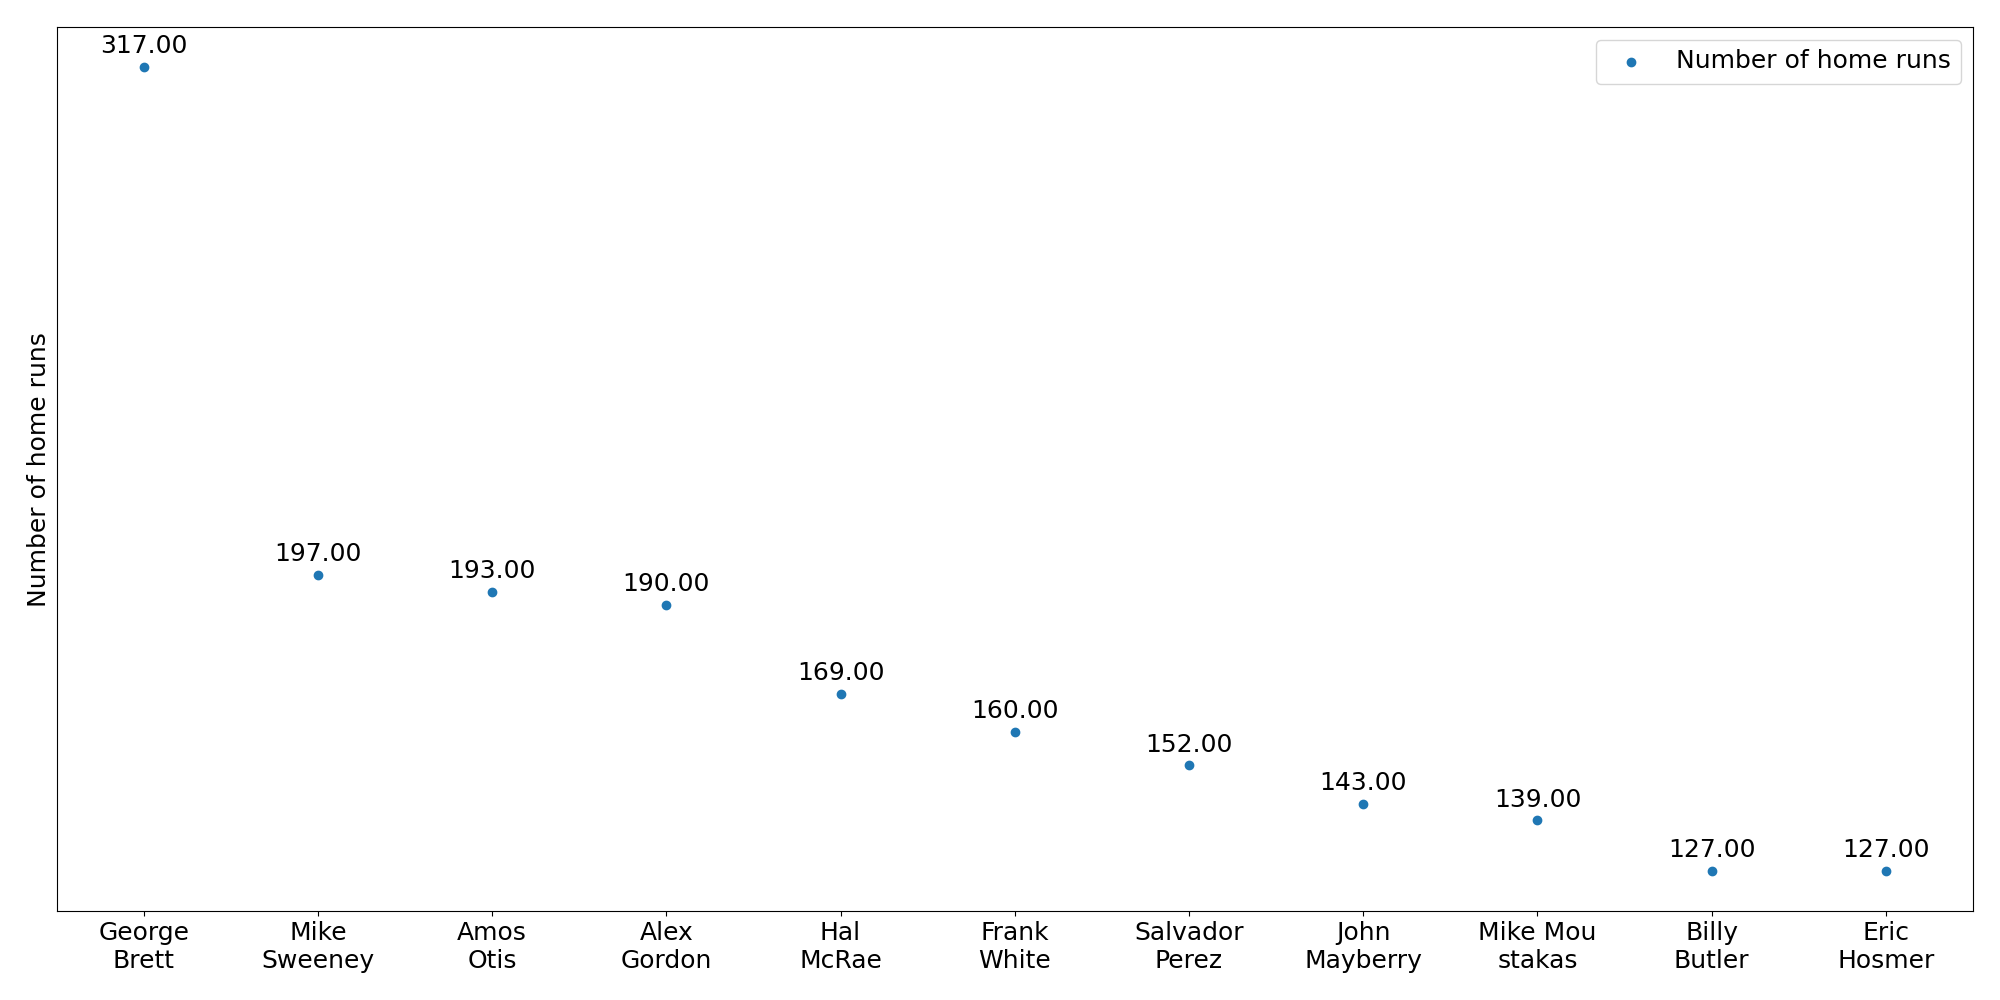 317.00
Number of home runs
Number of home runs
197.00
193.00
190.00
169.00
160.00
152.00
143.00
139.00
127.00
127.00
George
Brett
Mike
Sweeney
Amos
Otis
Alex
Gordon
Hal
McRae
Frank
White
Salvador
Perez
John
Mayberry
Mike Mou
stakas
Billy
Butler
Eric
Hosmer